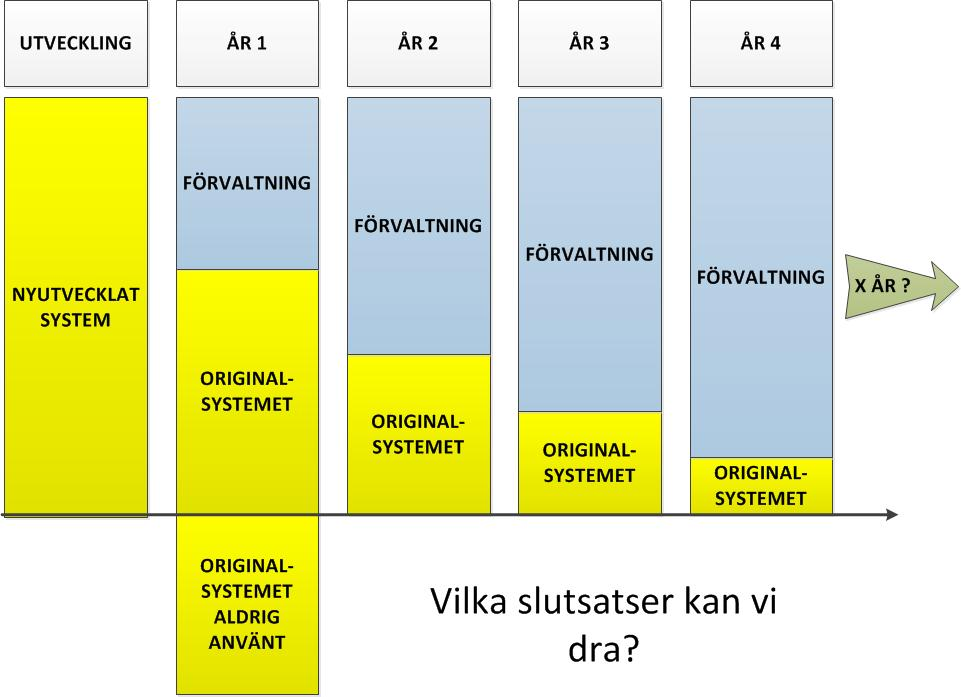 UTVECKLING
ÅR 1
ÅR 2
ÅR 3
ÅR 4
NYUTVECKLAT
SYSTEM
FÖRVALTNING
ORIGINAL-
SYSTEMET
ORIGINAL-
SYSTEMET
ALDRIG
ANVÄNT
FÖRVALTNING
ORIGINAL-
SYSTEMET
FÖRVALTNING
ORIGINAL-
SYSTEMET
FÖRVALTNING
ORIGINAL-
SYSTEMET
X ÅR ?
Vilka slutsatser kan vi
dra?